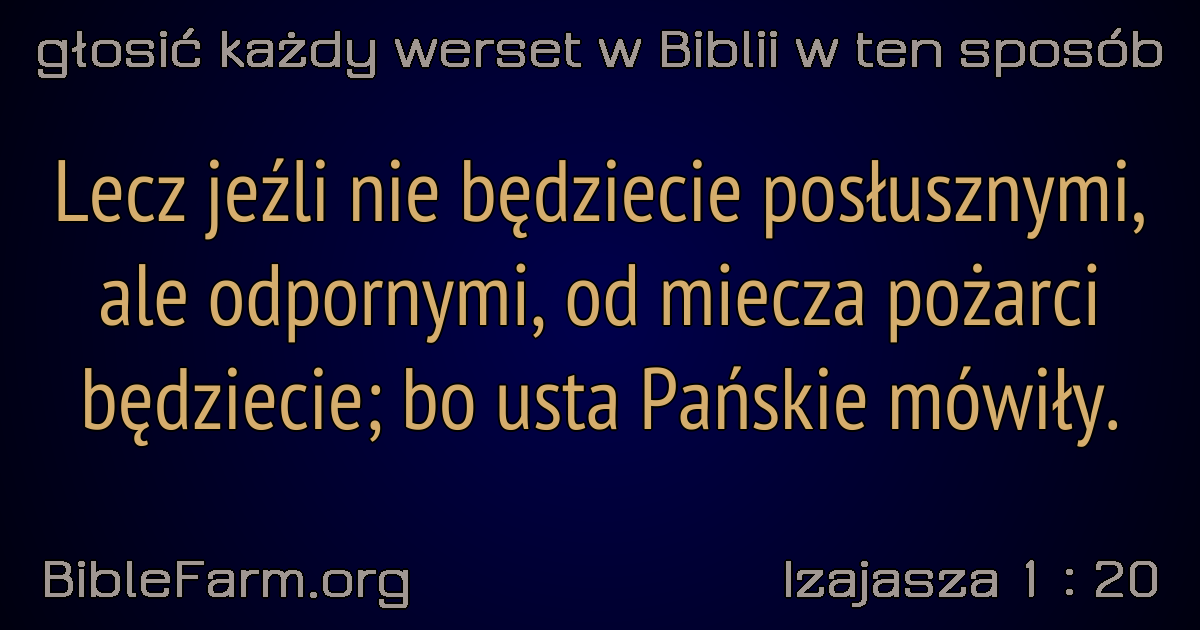 głosić każdy werset w Biblii w ten sposób
Lecz jeźli nie będziecie posłusznymi,
ale odpornymi, od miecza pożarci
będziecie; bo usta Pańskie mówiły.
BibleFarm.org
Izajasza 1 : 20